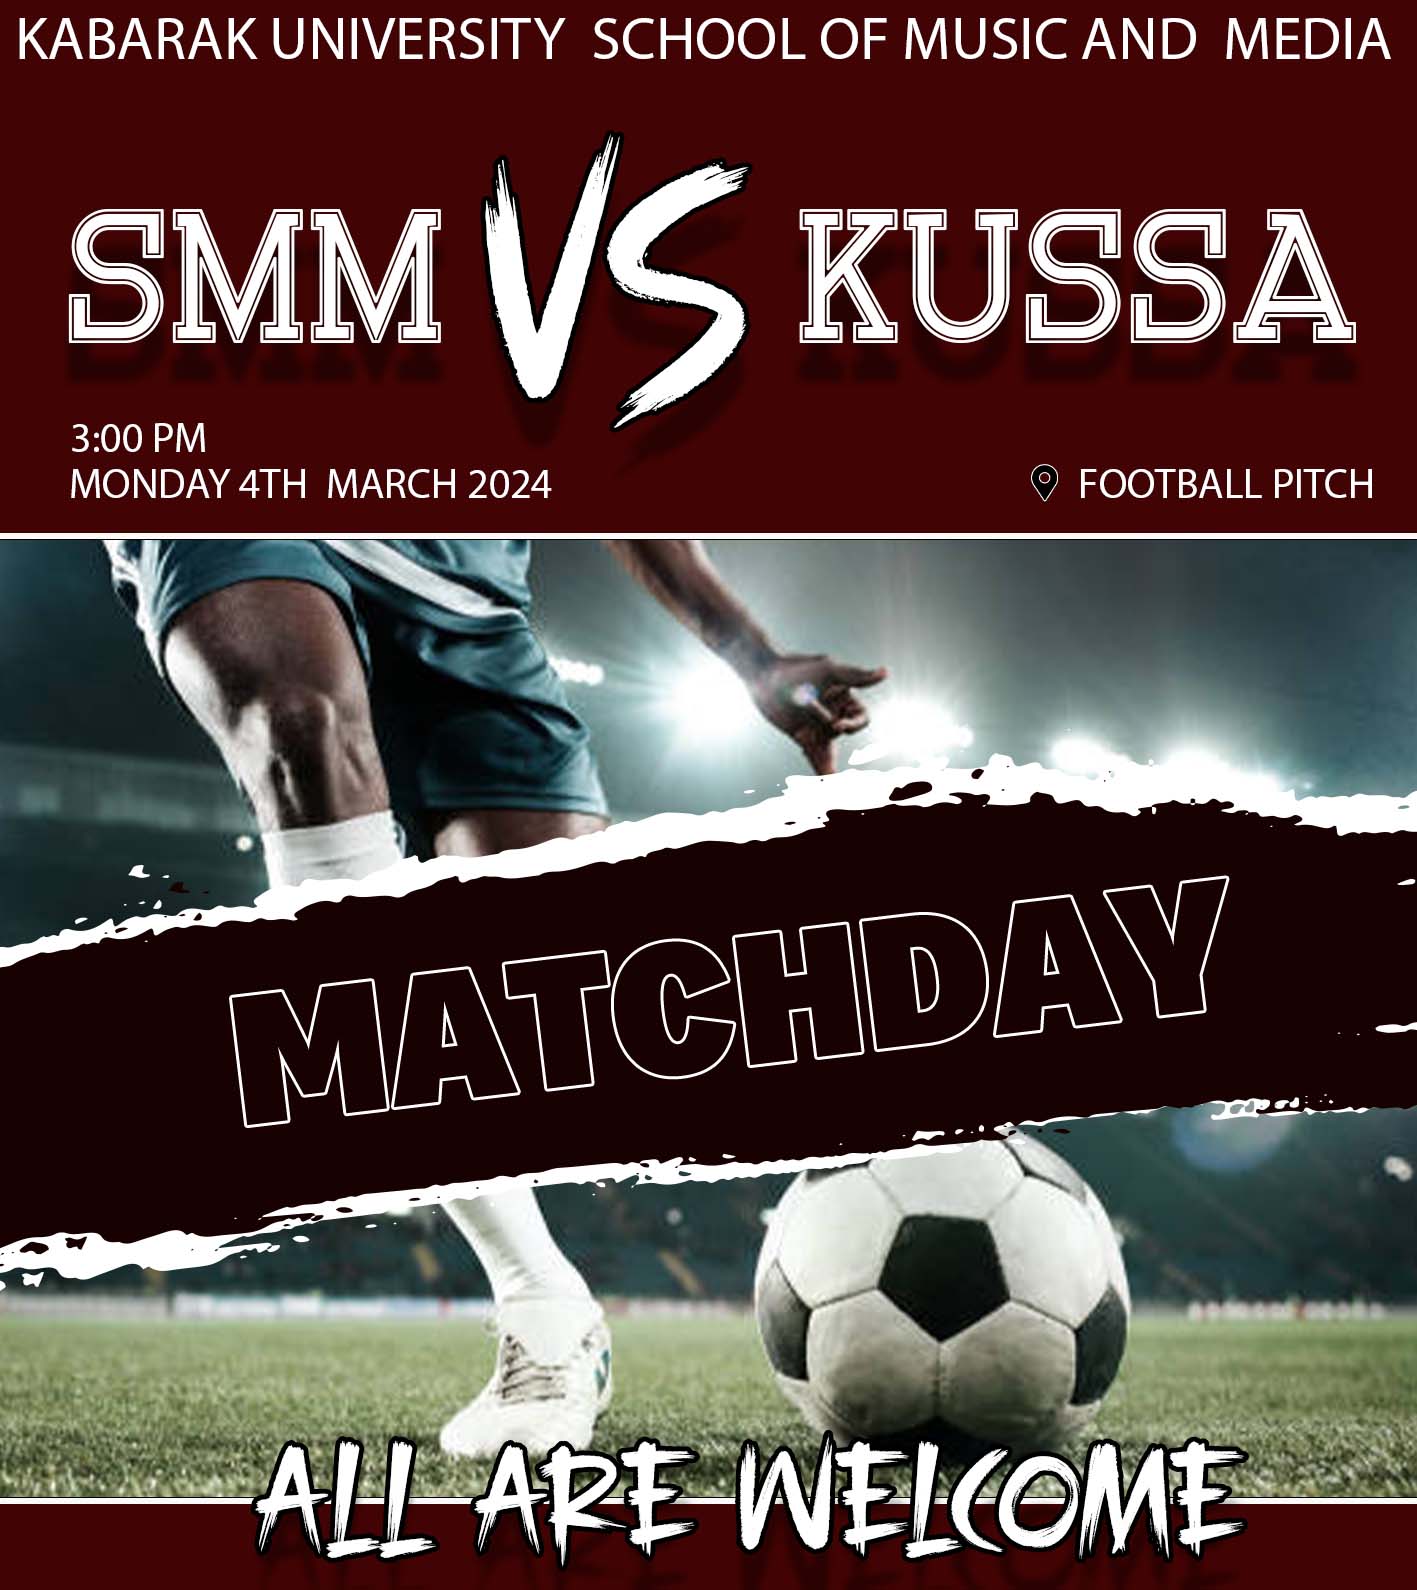 KABARAK UNIVERSITY SCHOOL OF MUSIC AND MEDIA
SMM VS KUSSA
3:00 PM
MONDAY 4TH MARCH 2024
FOOTBALL PITCH
MATCHDAY
ALL ARE WELCOME